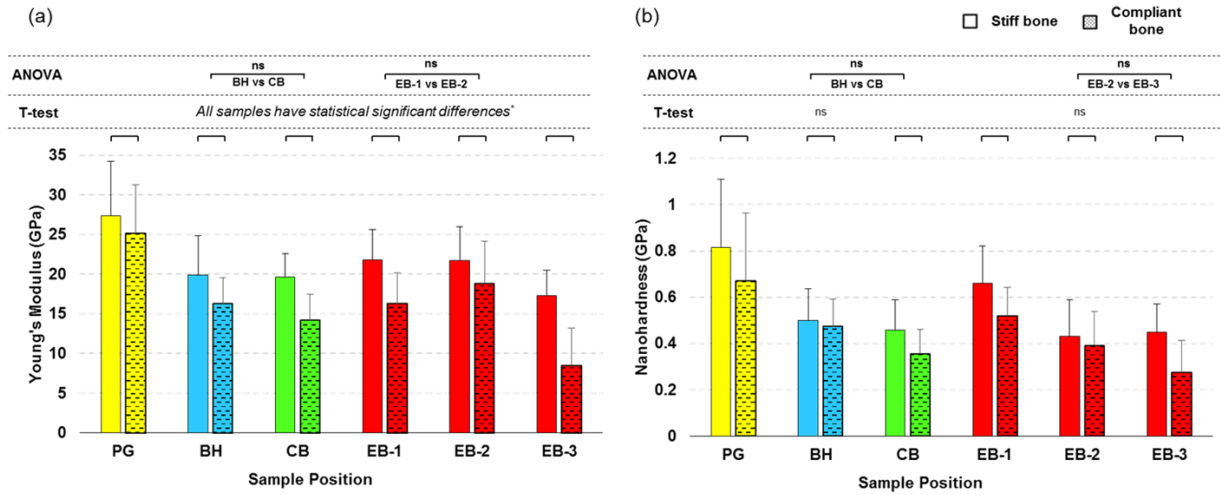 (a)
ANOVA
ns
BH vs CB
ns
EB-1 vs EB-2
T-test
All samples have statistical significant differences*
Young's Modulus (GPa)
35
30
25
20
15
10
5
0
PG
BH
CB
EB-1
EB-2
EB-3
Sample Position
(b)
Stiff bone
Compliant
bone
ANOVA
ns
BH vs CB
ns
EB-2 vs EB-3
T-test
ns
ns
Nanohardness (GPa)
1.2
1
0.8
0.6
0.4
0.2
0
PG
BH
CB
EB-1
EB-2
EB-3
Sample Position